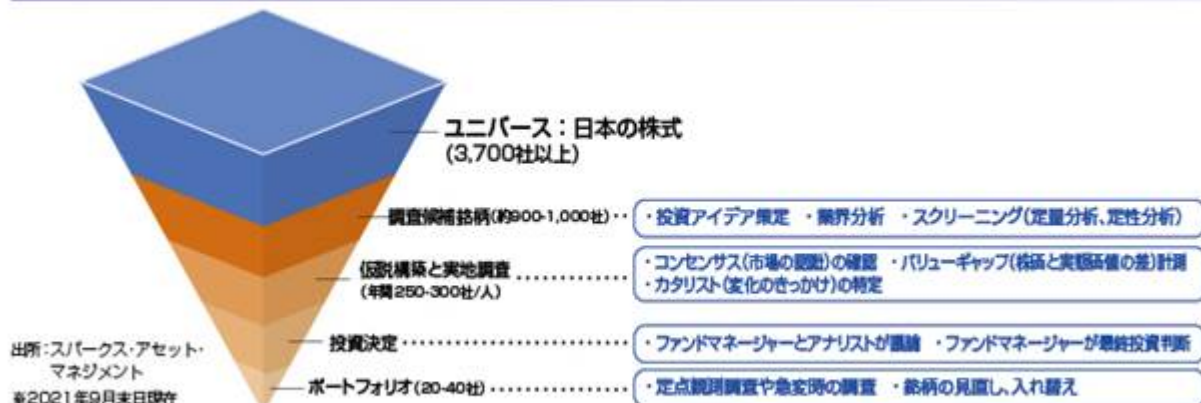 ユニバース：日本の株式
(3,700社以上)
調査候補銘柄(約900-1,000社)‥
・投資アイデア策定 ・業界分析 ・スクリーニング(定量分析、定性分析)
仮説構築と実地調査
(年間250-300社/人)
・コンセンサス(市場の認識)の確認 ・バリューギャップ(株価と実態価値の差)計測
・カタリスト(変化のきっかけ)の特定
投資決定
・ファンドマネージャーとアナリストが議論 ・ファンドマネージャーが最終投資判断
ポートフォリオ(20-40社)
・定点観測調査や急変時の調査 ・銘柄の見直し、入れ替え
出所：スパークス・アセット・
マネジメント
※2021年9月末日現在